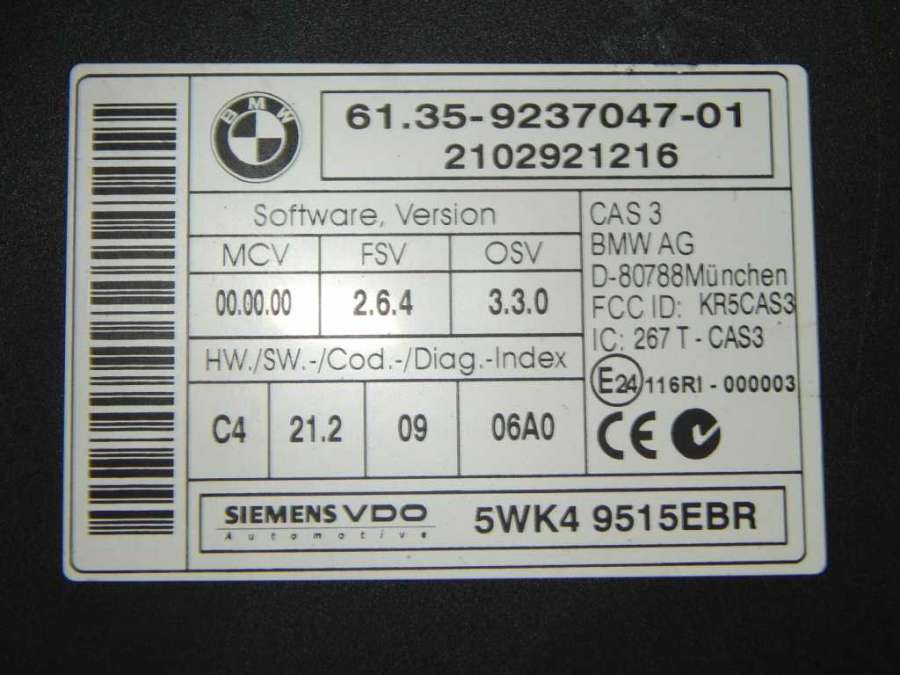 BMW
61.35-9237047-01
2102921216
Software, Version
MCV FSV OSV
00.00.00 2.6.4 3.3.0
HW./SW.-/Cod.-/Diag.-Index
C4 21.2 09 06A0
CAS 3
BMW AG
D-80788München
FCC ID: KR5CAS3
IC: 267 T - CAS3
E24 116RI - 000003
CE
SIEMENS VDO
Automotive
5WK4 9515EBR